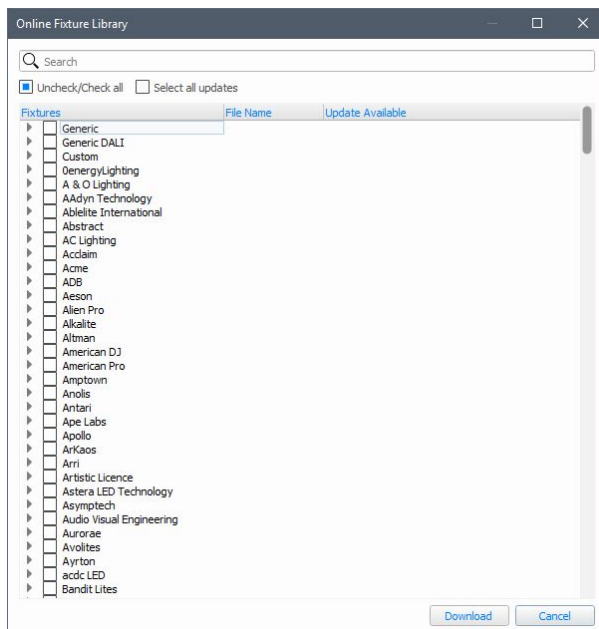 Online Fixture Library
Search
Uncheck/Check all Select all updates
Fixtures File Name Update Available
Generic
Generic DALI
Custom
0energyLighting
A & O Lighting
AAdyn Technology
Ablelite International
Abstract
AC Lighting
Acclaim
Acme
ADB
Aeson
Alien Pro
Alkalite
Altman
American DJ
American Pro
Amptown
Anolis
Antari
Ape Labs
Apollo
ArKaos
Arri
Artistic Licence
Astera LED Technology
Asymptech
Audio Visual Engineering
Aurorae
Avolites
Ayrton
acdc LED
Bandit Lites
Download Cancel